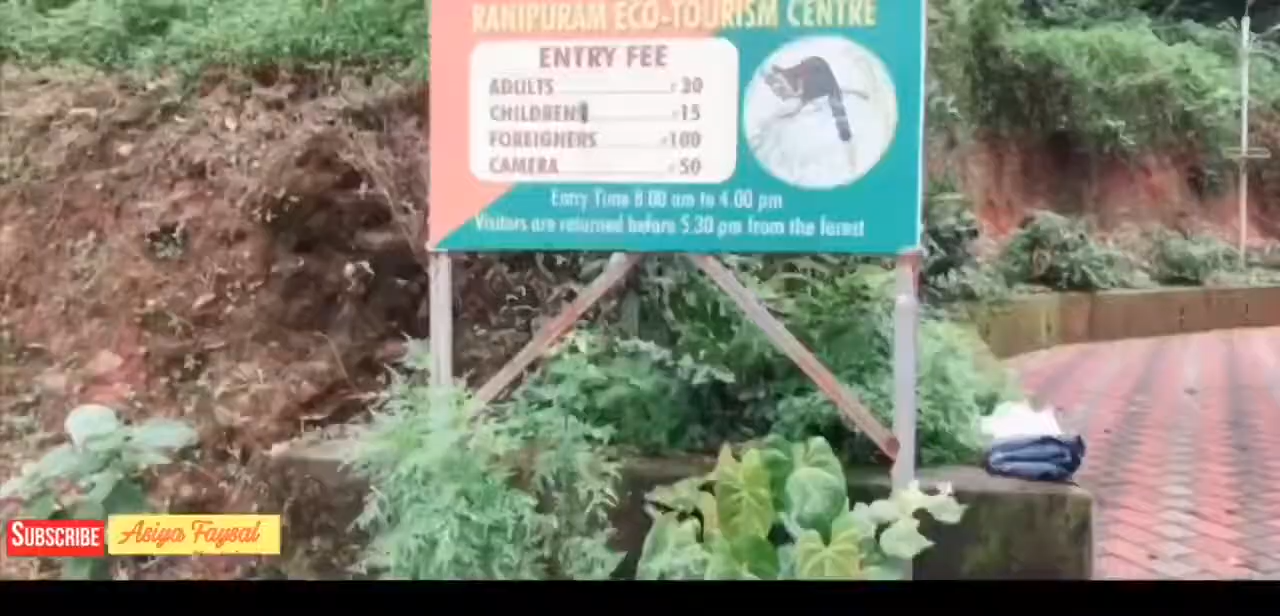 RANIPURAM ECO-TOURISM CENTRE
ENTRY FEE
ADULTS 30
CHILDREN 15
FOREIGNERS 100
CAMERA 50
Entry Time 8.00 am to 4.00 pm
Visitors are returned before 5.30 pm from the forest
SUBSCRIBE Asiya Faysal